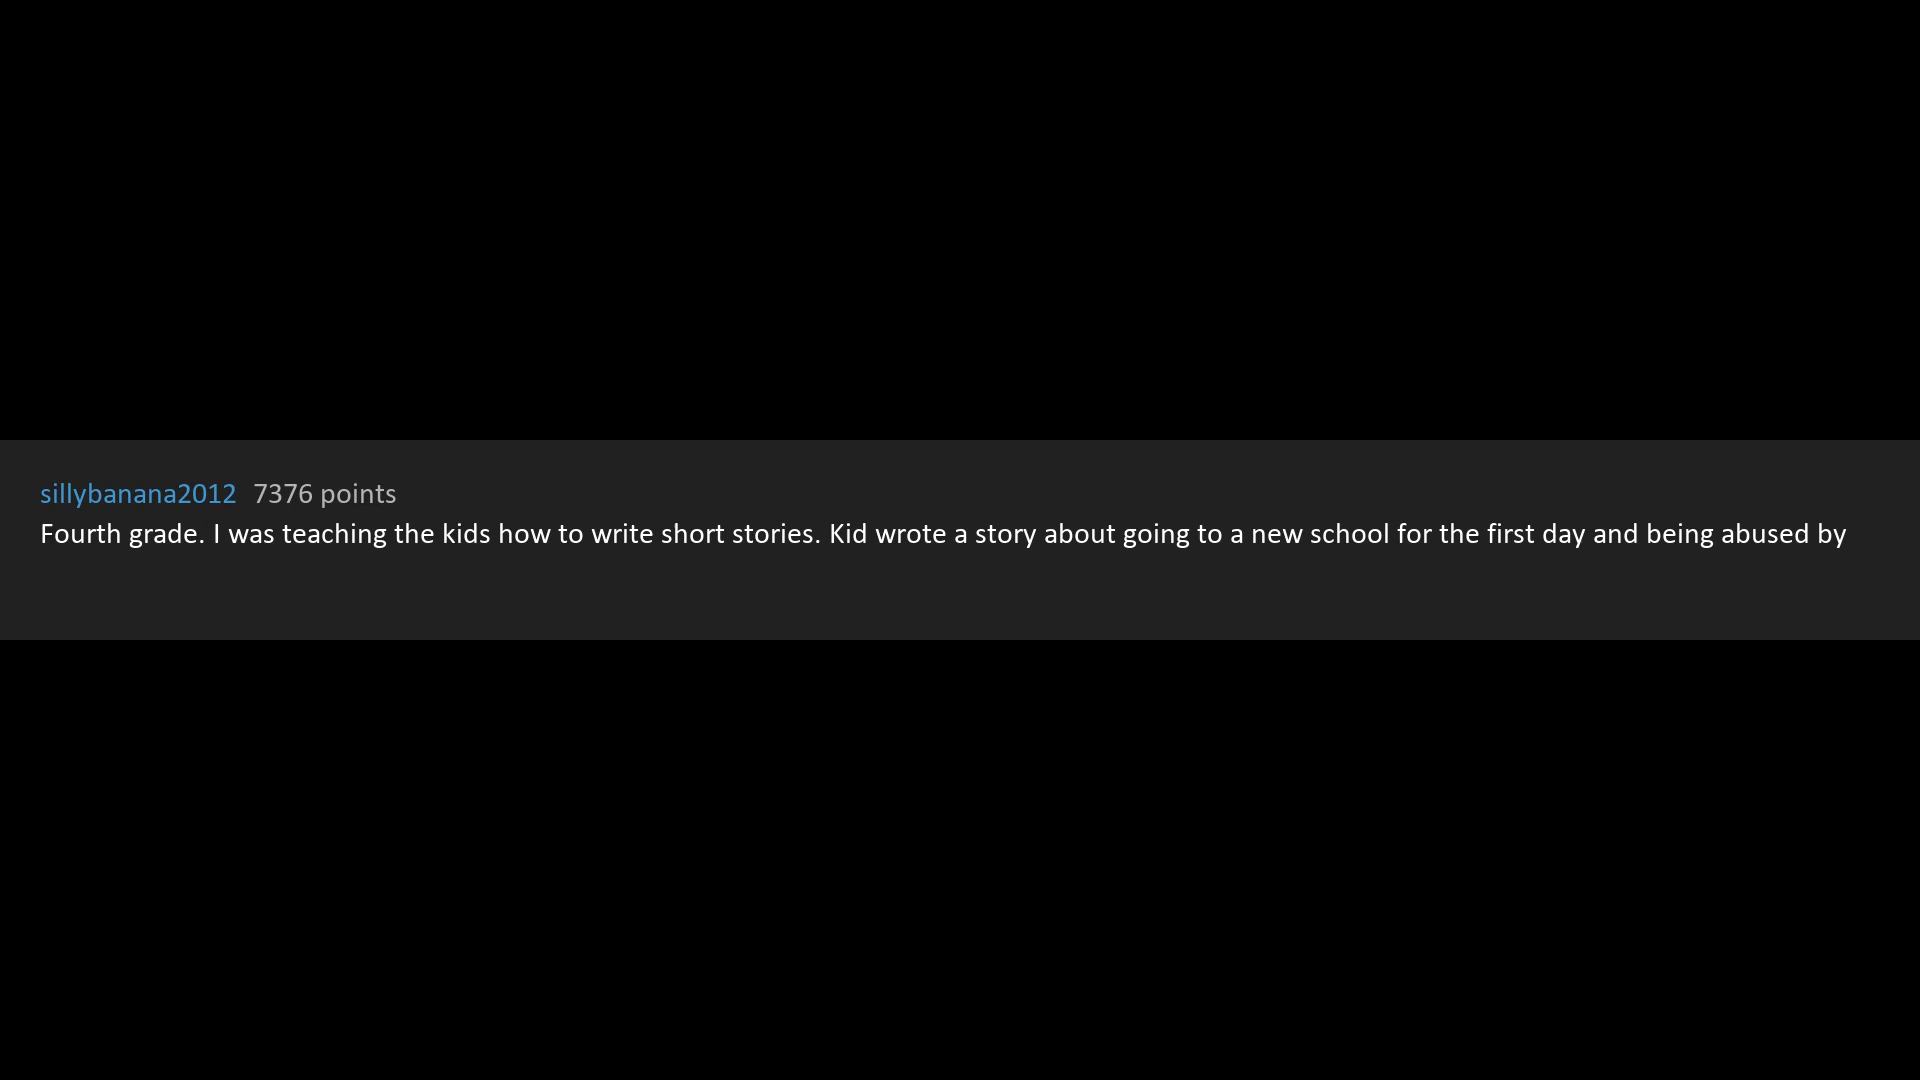 sillybanana2012 7376 points
Fourth grade. I was teaching the kids how to write short stories. Kid wrote a story about going to a new school for the first day and being abused by